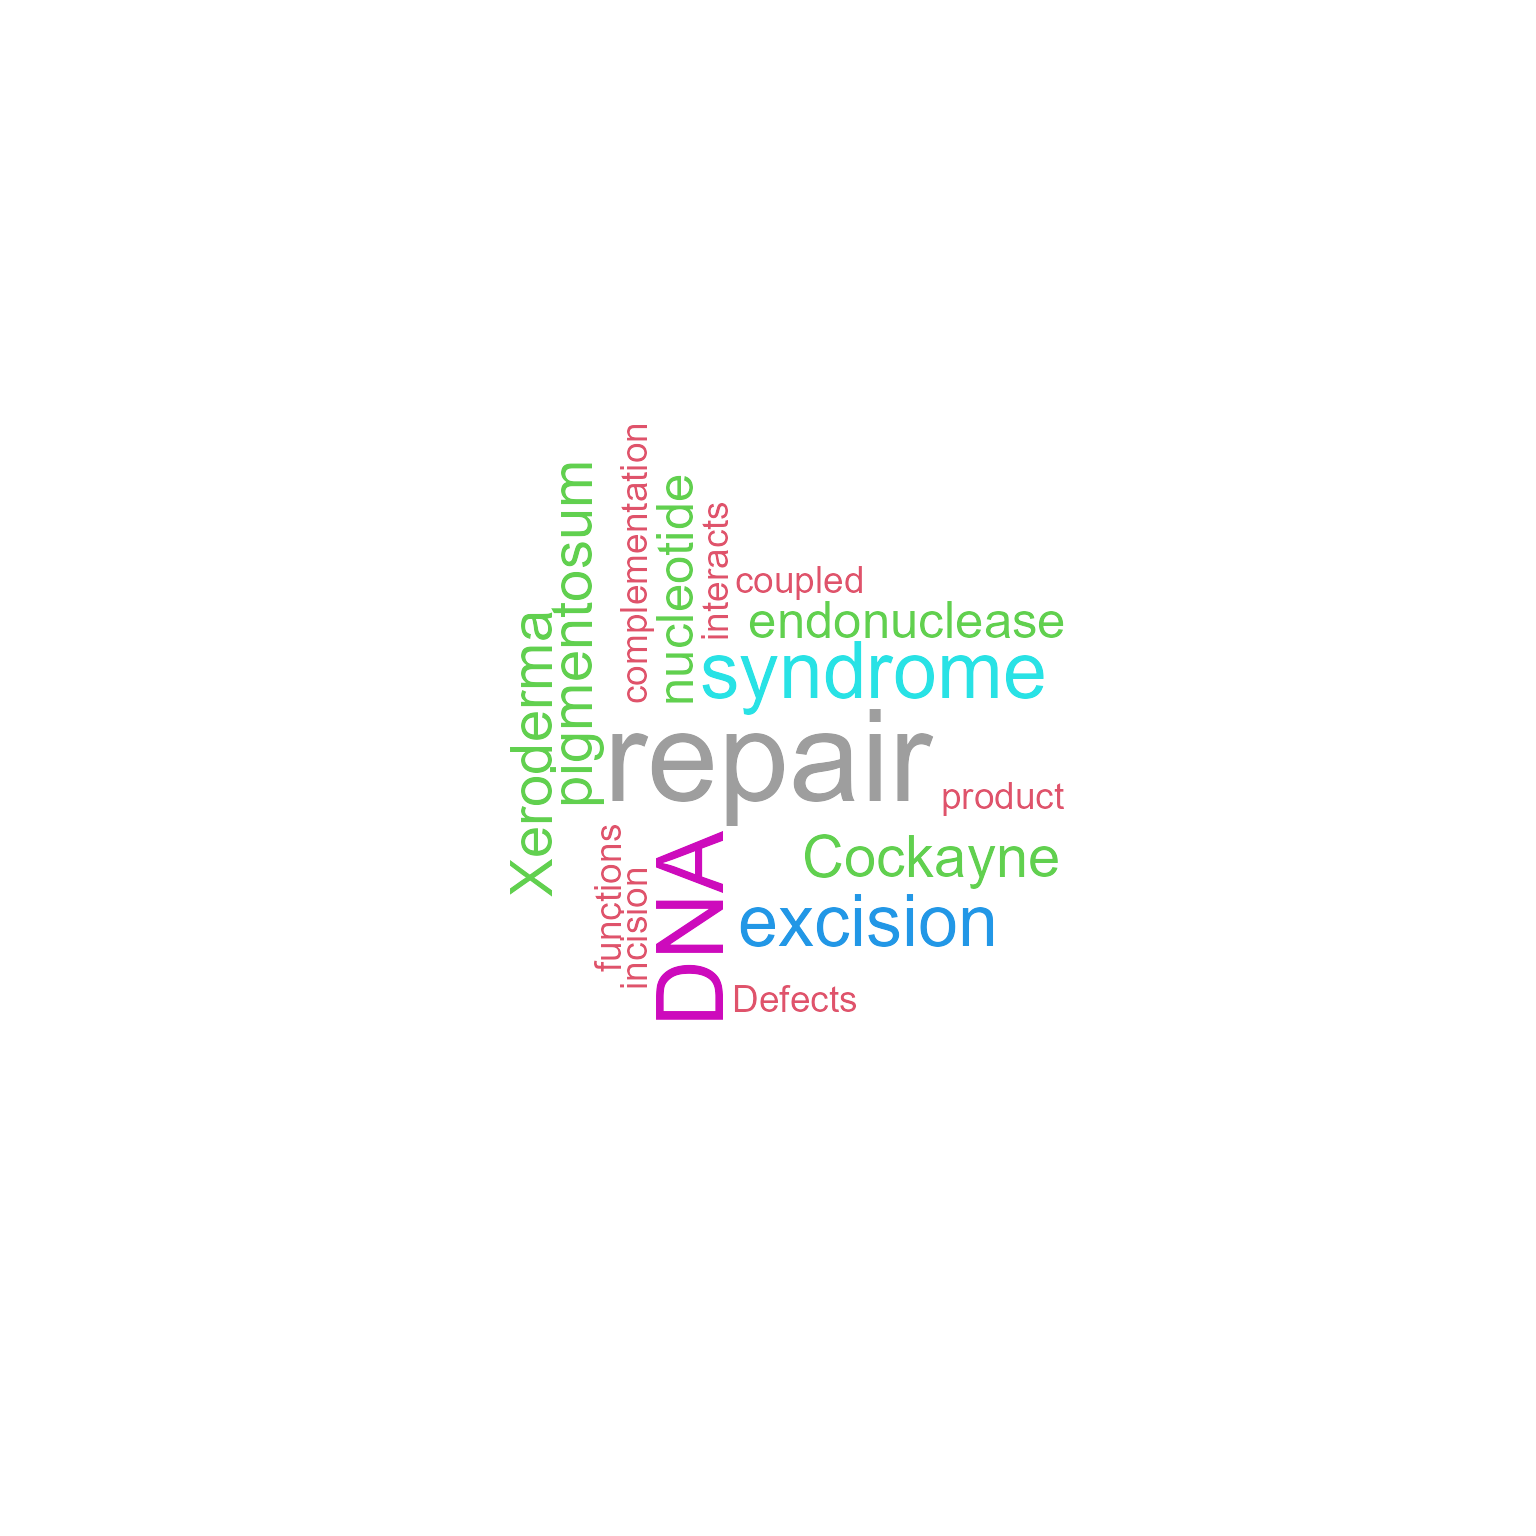 complementation
pigmentosum
nucleotide
interacts
coupled
endonuclease
Xeroderma
syndrome
repair
product
functions
DNA
Cockayne
incision
excision
Defects